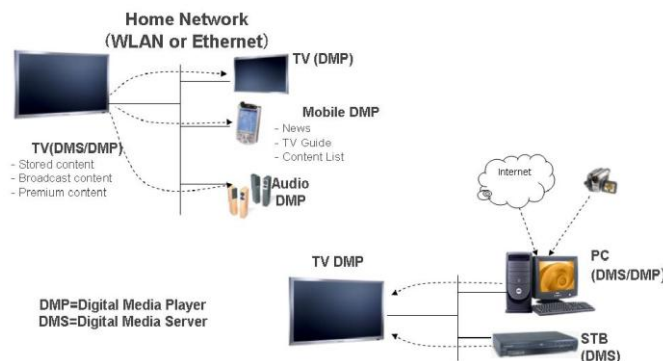 Home Network
(WLAN or Ethernet)
TV (DMP)
Mobile DMP
- News
- TV Guide
- Content List
TV(DMS/DMP)
- Stored content
- Broadcast content
- Premium content
Audio
DMP
Internet
PC
(DMS/DMP)
TV DMP
STB
(DMS)
DMP=Digital Media Player
DMS=Digital Media Server